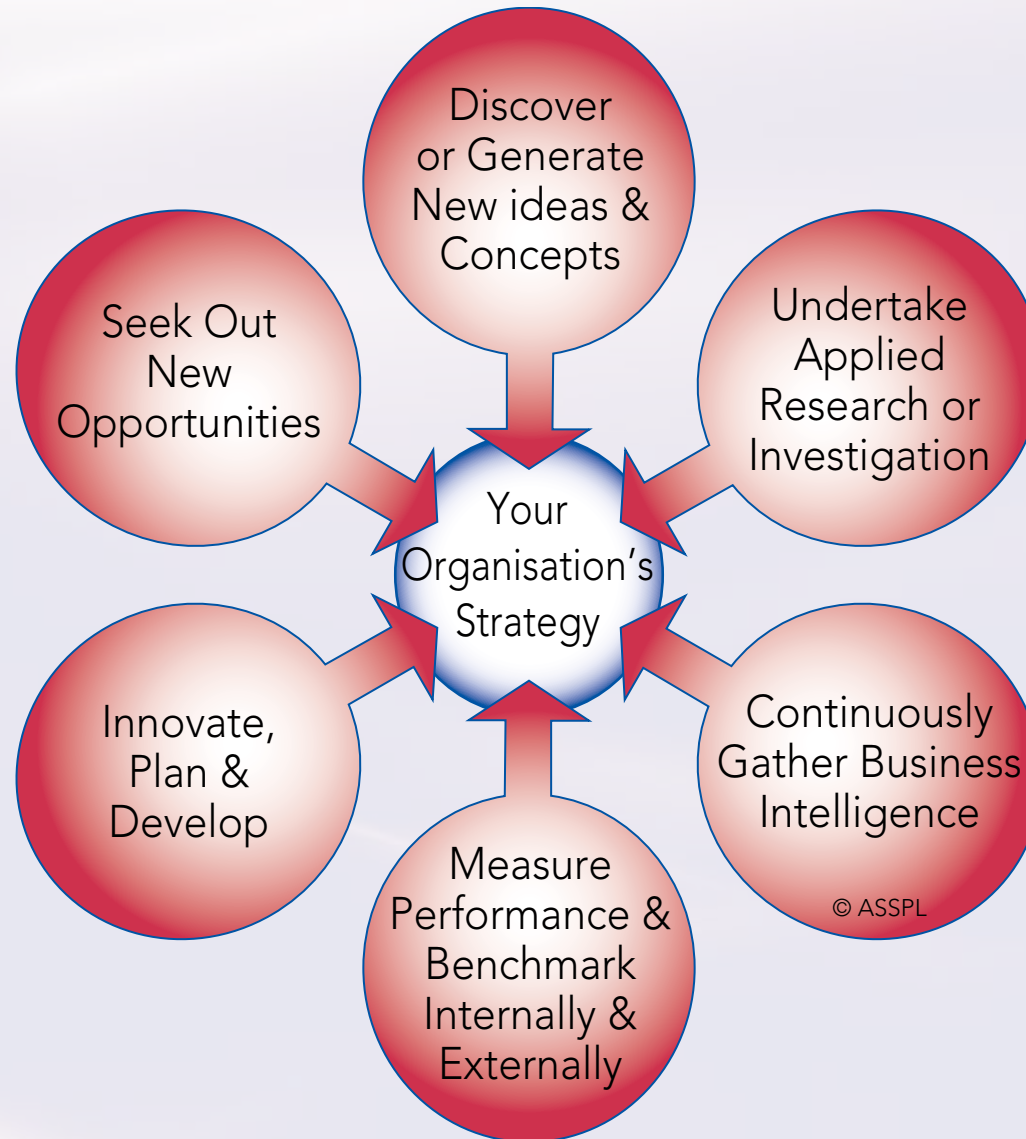 Discover
or Generate
New ideas &
Concepts
Undertake
Applied
Research or
Investigation
Continuously
Gather Business
Intelligence
© ASSPL
Measure
Performance &
Benchmark
Internally &
Externally
Innovate,
Plan &
Develop
Seek Out
New
Opportunities
Your
Organisation’s
Strategy